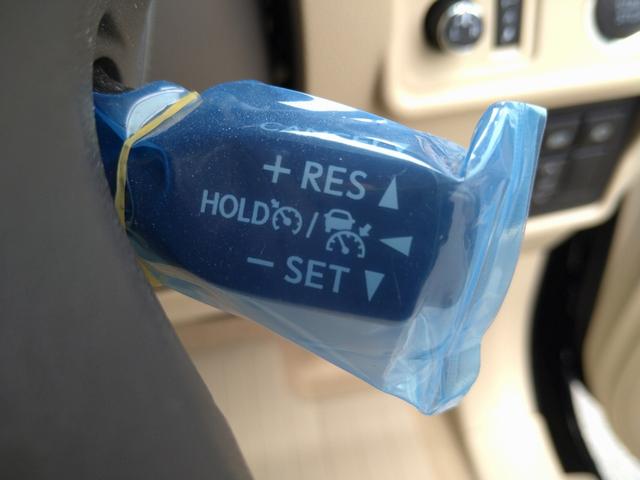 + RES ▲
HOLD / ◀
− SET ▼